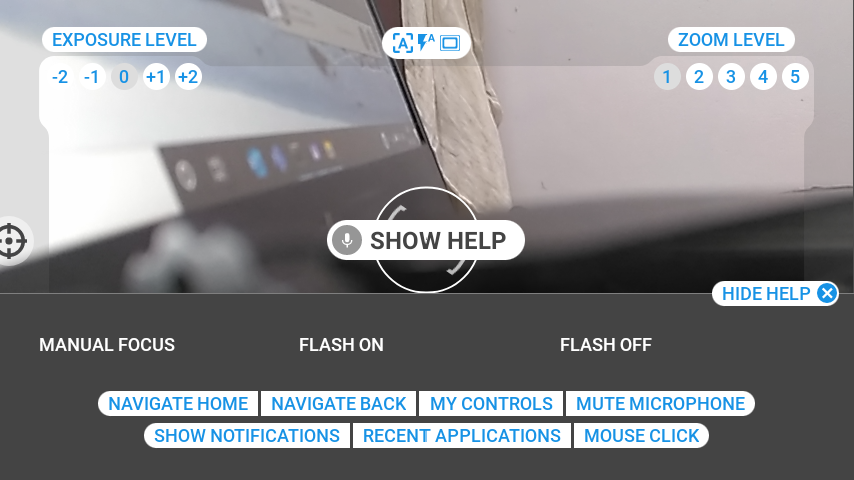 EXPOSURE LEVEL
A A
ZOOM LEVEL
-2 -1 0 +1 +2
1 2 3 4 5
SHOW HELP
HIDE HELP
MANUAL FOCUS FLASH ON FLASH OFF
NAVIGATE HOME NAVIGATE BACK MY CONTROLS MUTE MICROPHONE
SHOW NOTIFICATIONS RECENT APPLICATIONS MOUSE CLICK